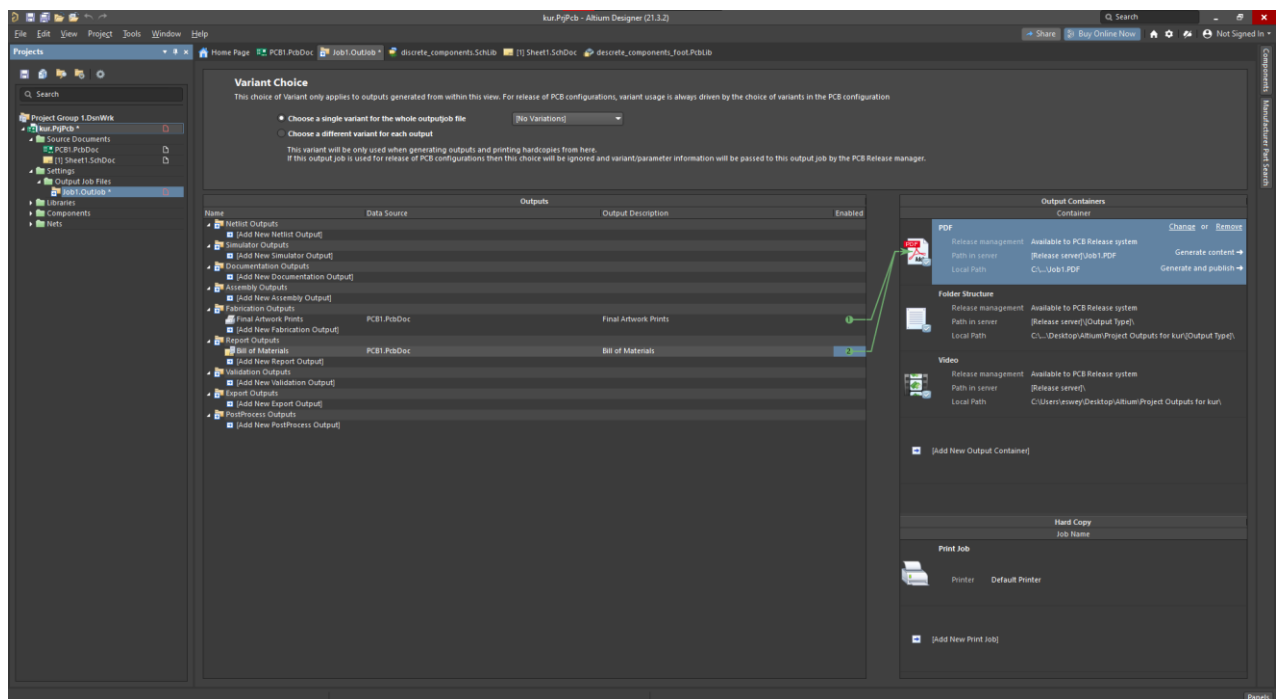 kur.PrjPcb - Altium Designer (21.3.2)
Search
File Edit View Project Tools Window Help
Share
Buy Online Now
Not Signed In
Projects
Home Page
PCB1.PcbDoc
Job1.OutJob *
discrete_components.SchLib
[1] Sheet1.SchDoc
descrete_components_foot.PcbLib
Search
Project Group 1.DsnWrk
kur.PrjPcb *
Source Documents
PCB1.PcbDoc
[1] Sheet1.SchDoc
Settings
Output Job Files
Job1.OutJob *
Libraries
Components
Nets
Variant Choice
This choice of Variant only applies to outputs generated from within this view. For release of PCB configurations, variant usage is always driven by the choice of variants in the PCB configuration
Choose a single variant for the whole outputjob file
[No Variations]
Choose a different variant for each output
This variant will be only used when generating outputs and printing hardcopies from here.
If this output job is used for release of PCB configurations then this choice will be ignored and variant/parameter information will be passed to this output job by the PCB Release manager.
Outputs
Name Data Source Output Description Enabled
Netlist Outputs
[Add New Netlist Output]
Simulator Outputs
[Add New Simulator Output]
Documentation Outputs
[Add New Documentation Output]
Assembly Outputs
[Add New Assembly Output]
Fabrication Outputs
Final Artwork Prints PCB1.PcbDoc Final Artwork Prints 1
[Add New Fabrication Output]
Report Outputs
Bill of Materials PCB1.PcbDoc Bill of Materials 2
[Add New Report Output]
Validation Outputs
[Add New Validation Output]
Export Outputs
[Add New Export Output]
PostProcess Outputs
[Add New PostProcess Output]
Output Containers
Container
PDF
Change or Remove
Release management Available to PCB Release system
Path in server [Release server]\Job1.PDF
Generate content
Local Path C:\...\Job1.PDF
Generate and publish
Folder Structure
Release management Available to PCB Release system
Path in server [Release server]\[Output Type]\
Local Path C:\...\Desktop\Altium\Project Outputs for kur\[Output Type]\
Video
Release management Available to PCB Release system
Path in server [Release server]\
Local Path C:\Users\eswey\Desktop\Altium\Project Outputs for kur\
[Add New Output Container]
Hard Copy
Job Name
Print Job
Printer Default Printer
[Add New Print Job]
Components
Manufacturer Part Search
Panels